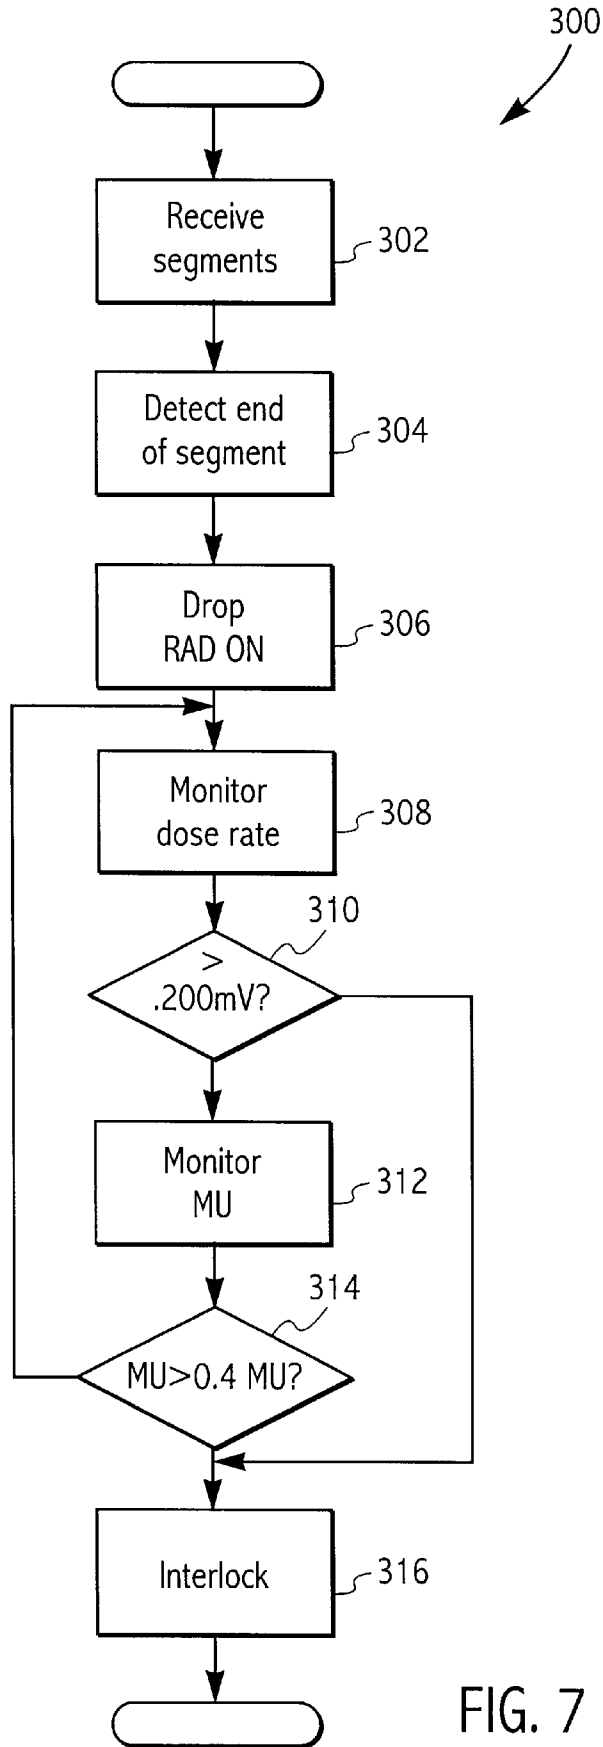 300
Receive
segments
302
Detect end
of segment
304
Drop
RAD ON
306
Monitor
dose rate
308
310
>
.200mV?
Monitor
MU
312
314
MU>0.4 MU?
Interlock
316
FIG. 7